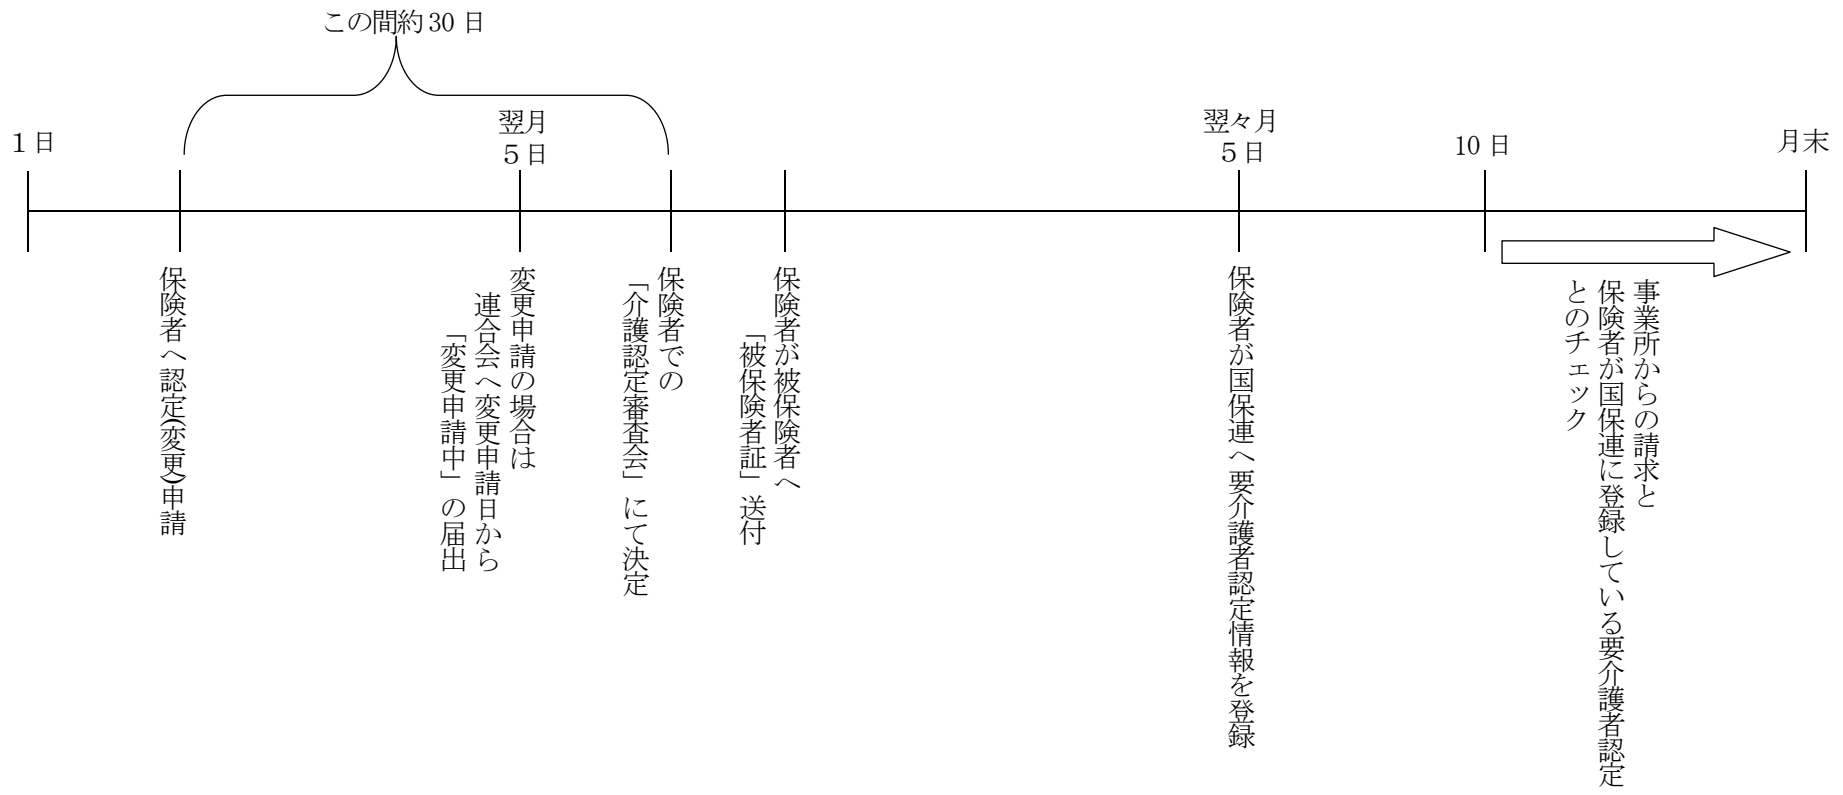 この間約30 日
1 日
翌月
5 日
翌々月
5 日
10 日
月末
保険者へ認定(変更)申請
変更申請の場合は
連合会へ変更申請日から
「変更申請中」の届出
保険者での
「介護認定審査会」にて決定
保険者が被保険者へ
「被保険者証」送付
保険者が国保連へ要介護者認定情報を登録
事業所からの請求と
保険者が国保連に登録している要介護者認定
とのチェック